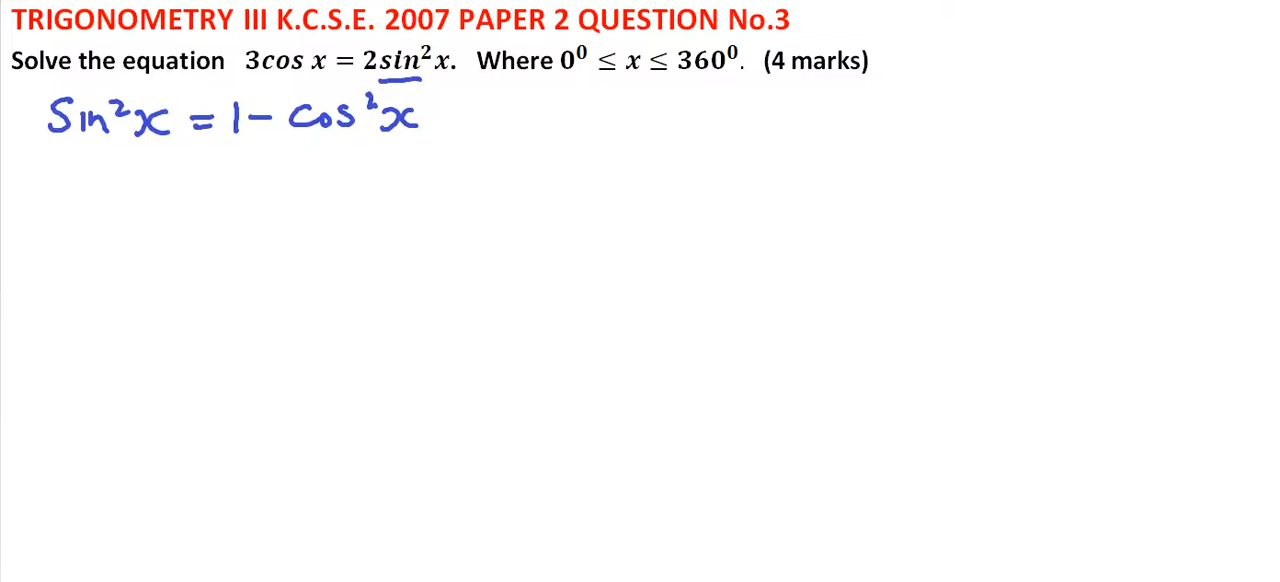 TRIGONOMETRY III K.C.S.E. 2007 PAPER 2 QUESTION No.3
Solve the equation 3cos x = 2sin²x. Where 0⁰ ≤ x ≤ 360⁰. (4 marks)
Sin²x = 1 - cos²x